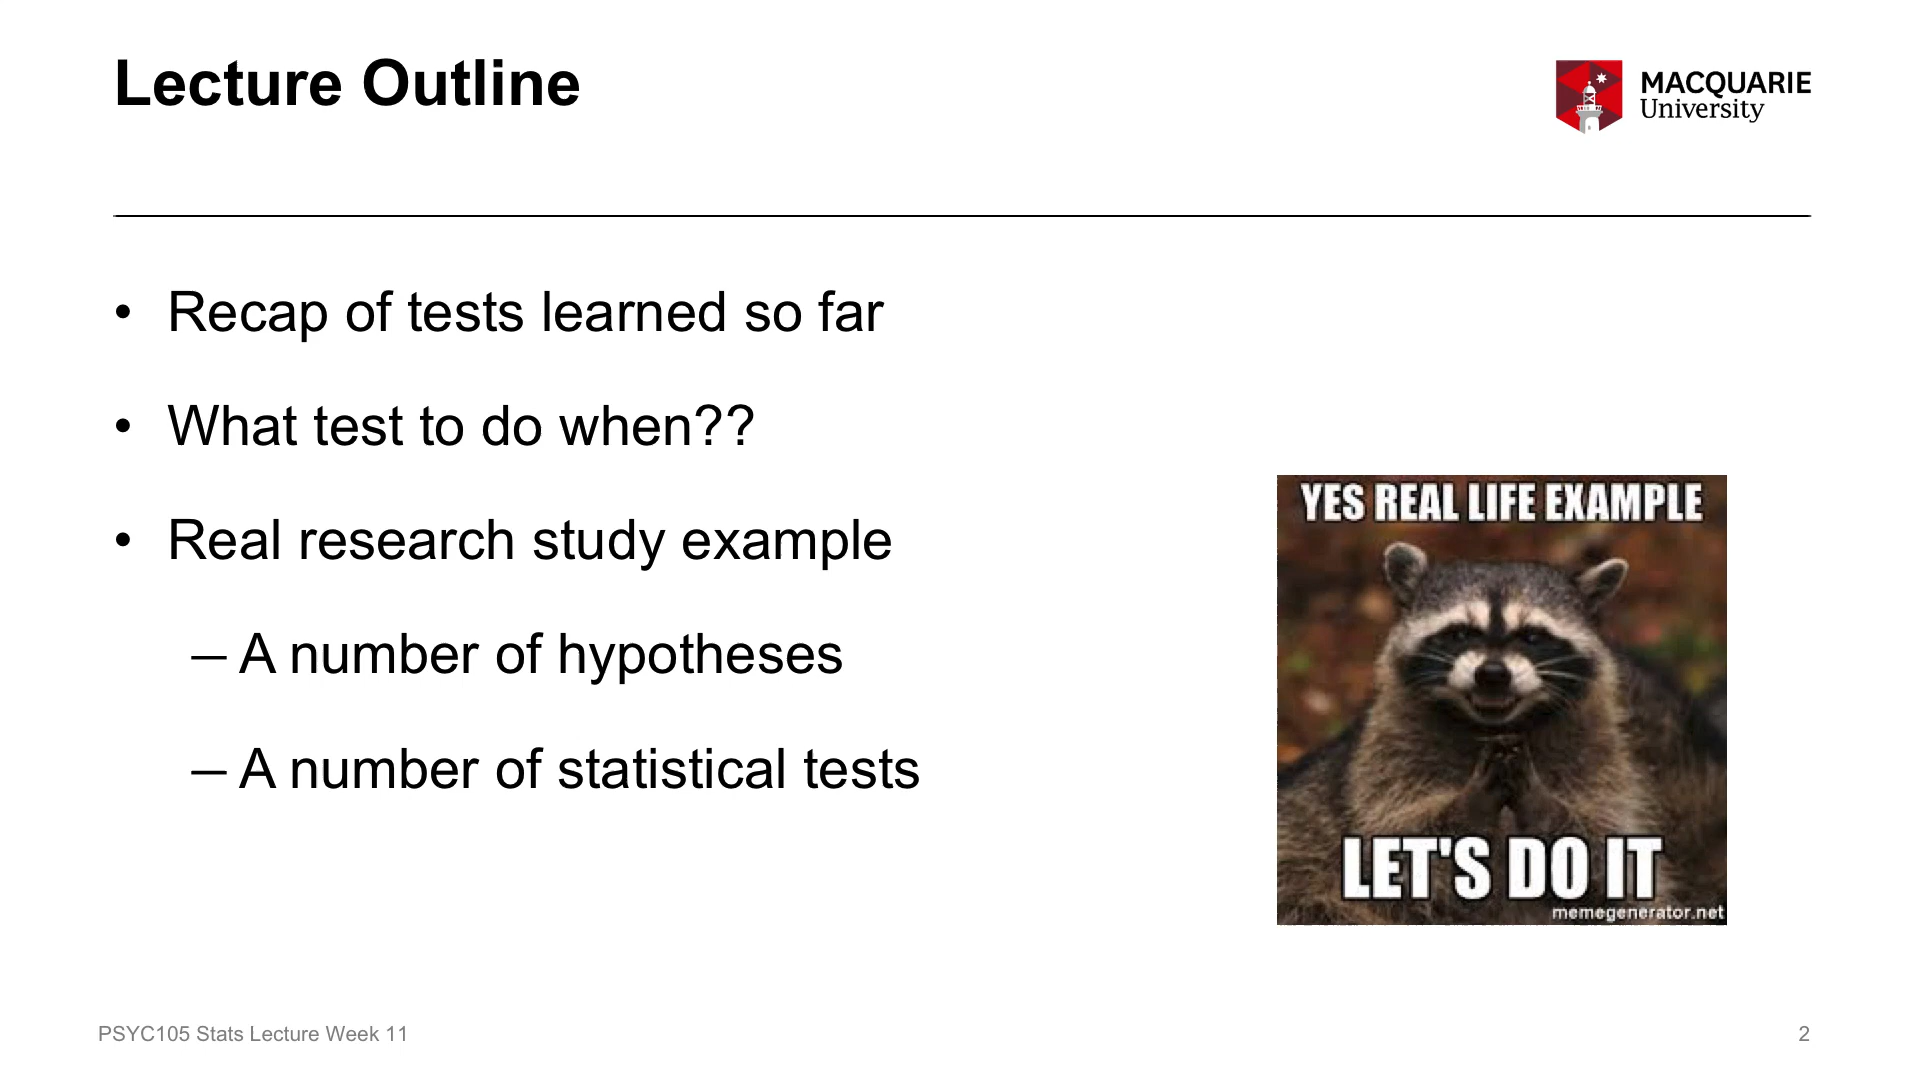 Lecture Outline
MACQUARIE
University
• Recap of tests learned so far
• What test to do when??
• Real research study example
– A number of hypotheses
– A number of statistical tests
YES REAL LIFE EXAMPLE
LET'S DO IT
memegenerator.net
PSYC105 Stats Lecture Week 11
2